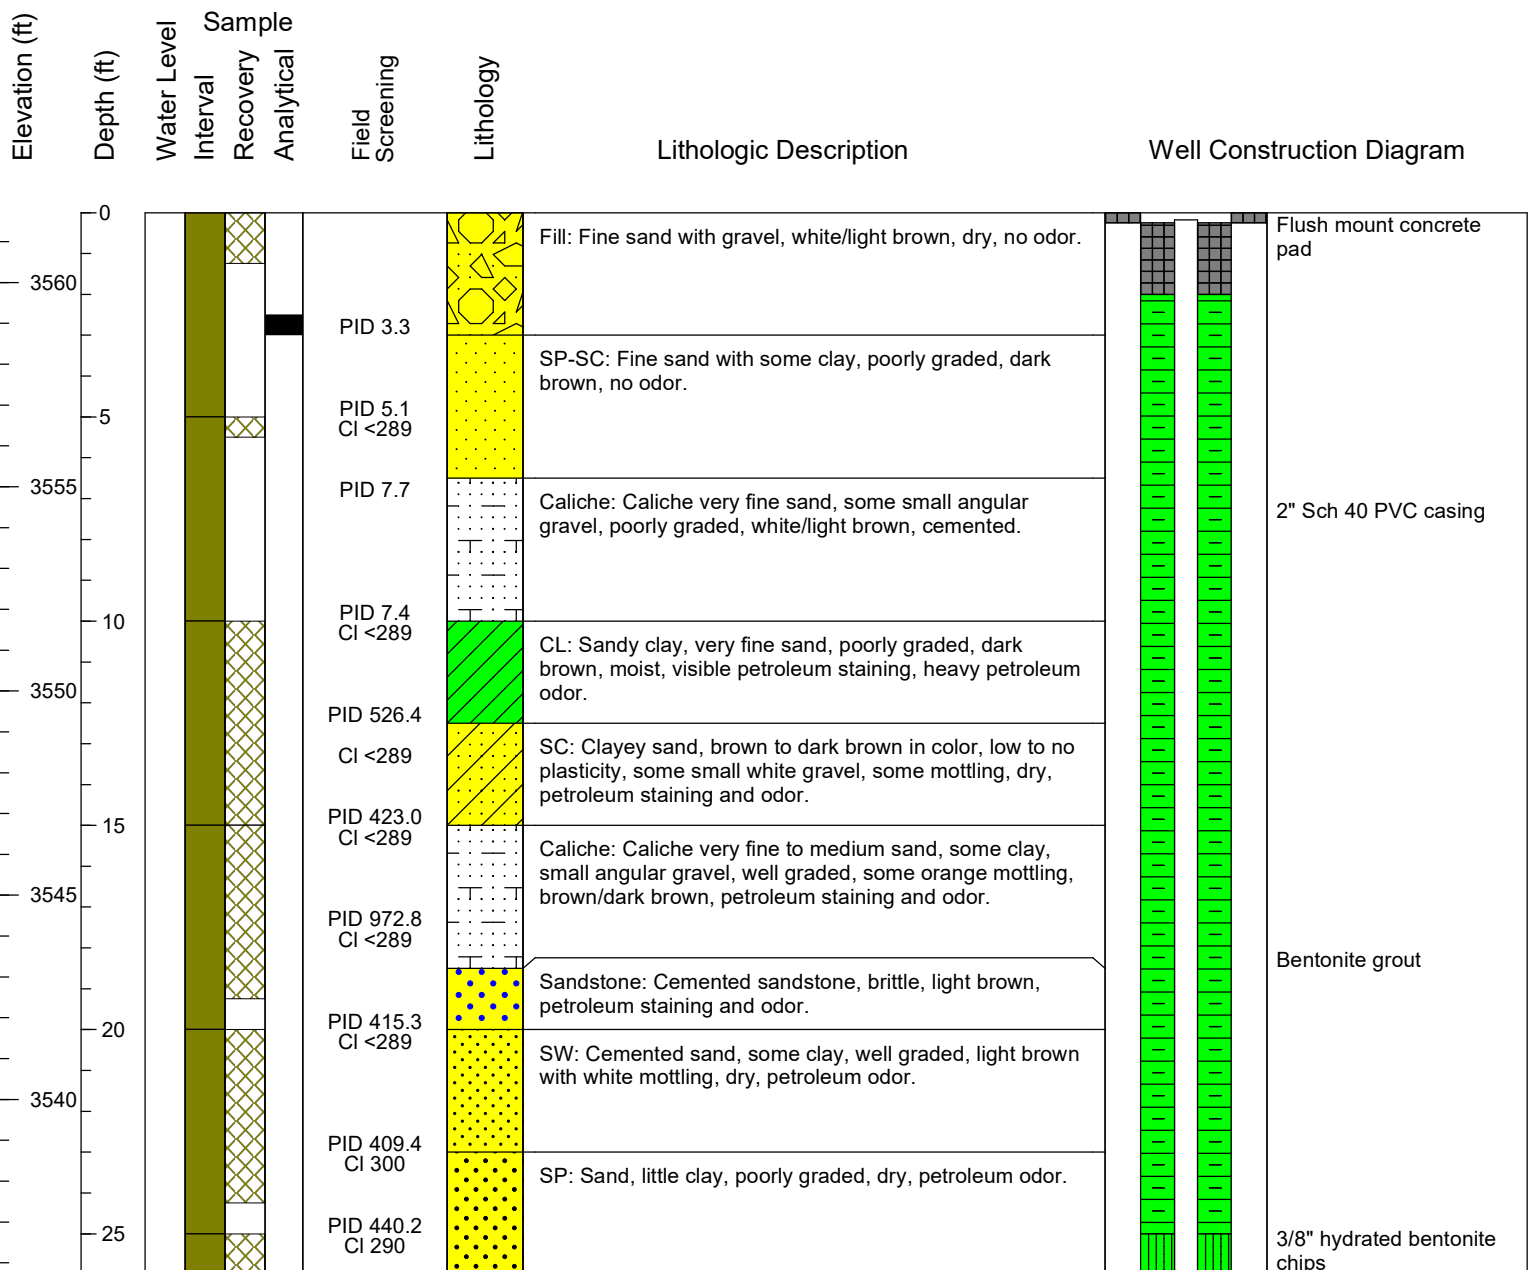 Elevation (ft)
Depth (ft)
Water Level
Sample
Interval
Recovery
Analytical
Field
Screening
Lithology
Lithologic Description
Well Construction Diagram
0
Fill: Fine sand with gravel, white/light brown, dry, no odor.
Flush mount concrete
pad
3560
PID 3.3
SP-SC: Fine sand with some clay, poorly graded, dark
brown, no odor.
PID 5.1
5
Cl <289
3555
PID 7.7
Caliche: Caliche very fine sand, some small angular
gravel, poorly graded, white/light brown, cemented.
2" Sch 40 PVC casing
PID 7.4
10
Cl <289
CL: Sandy clay, very fine sand, poorly graded, dark
brown, moist, visible petroleum staining, heavy petroleum
odor.
3550
PID 526.4
Cl <289
SC: Clayey sand, brown to dark brown in color, low to no
plasticity, some small white gravel, some mottling, dry,
petroleum staining and odor.
PID 423.0
15
Cl <289
Caliche: Caliche very fine to medium sand, some clay,
small angular gravel, well graded, some orange mottling,
brown/dark brown, petroleum staining and odor.
3545
PID 972.8
Cl <289
Bentonite grout
Sandstone: Cemented sandstone, brittle, light brown,
petroleum staining and odor.
PID 415.3
20
Cl <289
SW: Cemented sand, some clay, well graded, light brown
with white mottling, dry, petroleum odor.
3540
PID 409.4
Cl 300
SP: Sand, little clay, poorly graded, dry, petroleum odor.
PID 440.2
25
Cl 290
3/8" hydrated bentonite
chips